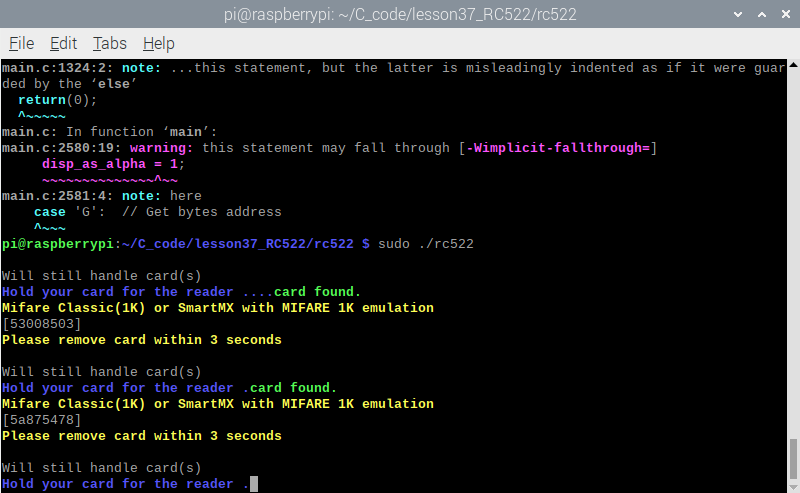 pi@raspberrypi: ~/C_code/lesson37_RC522/rc522
File Edit Tabs Help
main.c:1324:2: note: ...this statement, but the latter is misleadingly indented as if it were guar
ded by the ‘else’
  return(0);
  ^~~~~~
main.c: In function ‘main’:
main.c:2580:19: warning: this statement may fall through [-Wimplicit-fallthrough=]
     disp_as_alpha = 1;
     ~~~~~~~~~~~~~~^~~
main.c:2581:4: note: here
    case 'G':  // Get bytes address
    ^~~~
pi@raspberrypi:~/C_code/lesson37_RC522/rc522 $ sudo ./rc522

Will still handle card(s)
Hold your card for the reader ....card found.
Mifare Classic(1K) or SmartMX with MIFARE 1K emulation
[53008503]
Please remove card within 3 seconds

Will still handle card(s)
Hold your card for the reader .card found.
Mifare Classic(1K) or SmartMX with MIFARE 1K emulation
[5a875478]
Please remove card within 3 seconds

Will still handle card(s)
Hold your card for the reader .